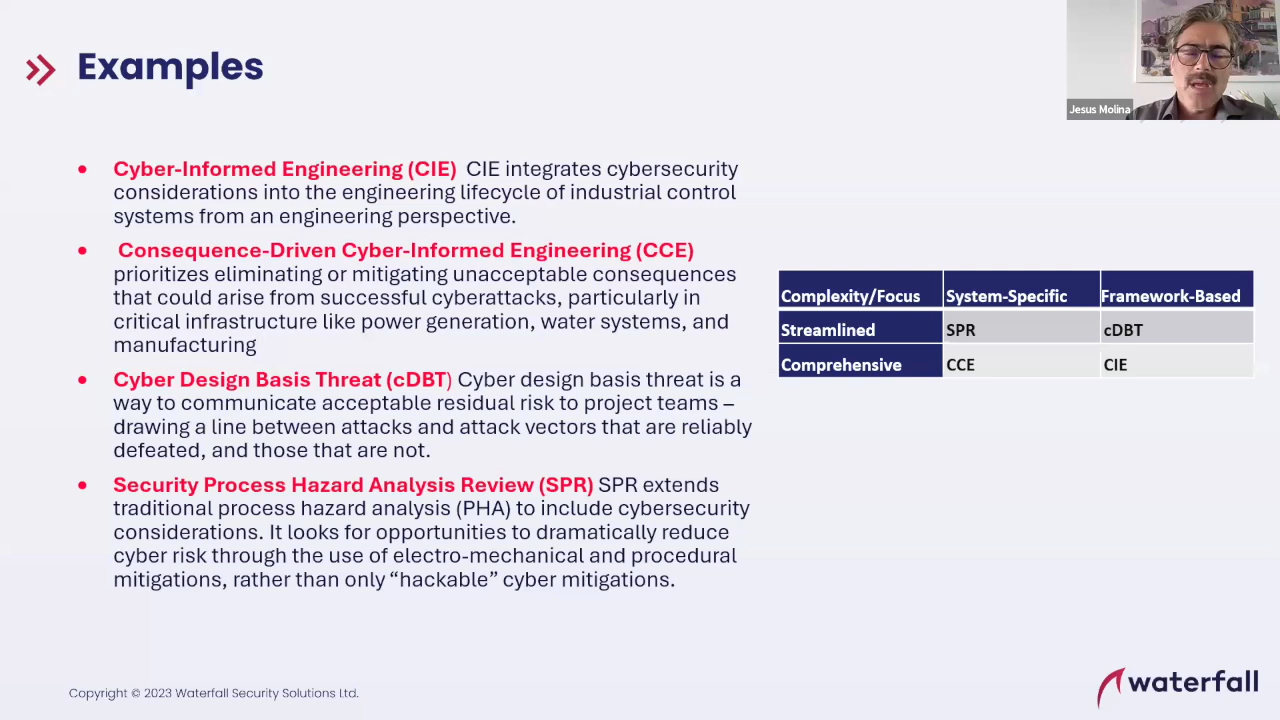 Examples
Jesus Molina
• Cyber-Informed Engineering (CIE) CIE integrates cybersecurity
considerations into the engineering lifecycle of industrial control
systems from an engineering perspective.
• Consequence-Driven Cyber-Informed Engineering (CCE)
prioritizes eliminating or mitigating unacceptable consequences
that could arise from successful cyberattacks, particularly in
critical infrastructure like power generation, water systems, and
manufacturing
• Cyber Design Basis Threat (cDBT) Cyber design basis threat is a
way to communicate acceptable residual risk to project teams –
drawing a line between attacks and attack vectors that are reliably
defeated, and those that are not.
• Security Process Hazard Analysis Review (SPR) SPR extends
traditional process hazard analysis (PHA) to include cybersecurity
considerations. It looks for opportunities to dramatically reduce
cyber risk through the use of electro-mechanical and procedural
mitigations, rather than only “hackable” cyber mitigations.
Complexity/Focus System-Specific Framework-Based
Streamlined SPR cDBT
Comprehensive CCE CIE
Copyright © 2023 Waterfall Security Solutions Ltd.
waterfall